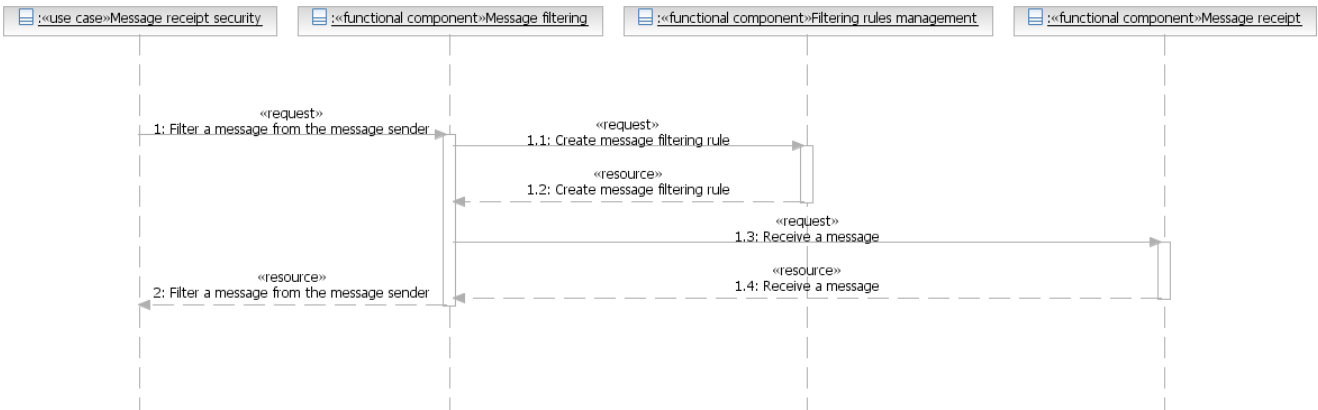 :«use case»Message receipt security
:«functional component»Message filtering
:«functional component»Filtering rules management
:«functional component»Message receipt
«request»
1: Filter a message from the message sender
«request»
1.1: Create message filtering rule
«resource»
1.2: Create message filtering rule
«request»
1.3: Receive a message
«resource»
1.4: Receive a message
«resource»
2: Filter a message from the message sender